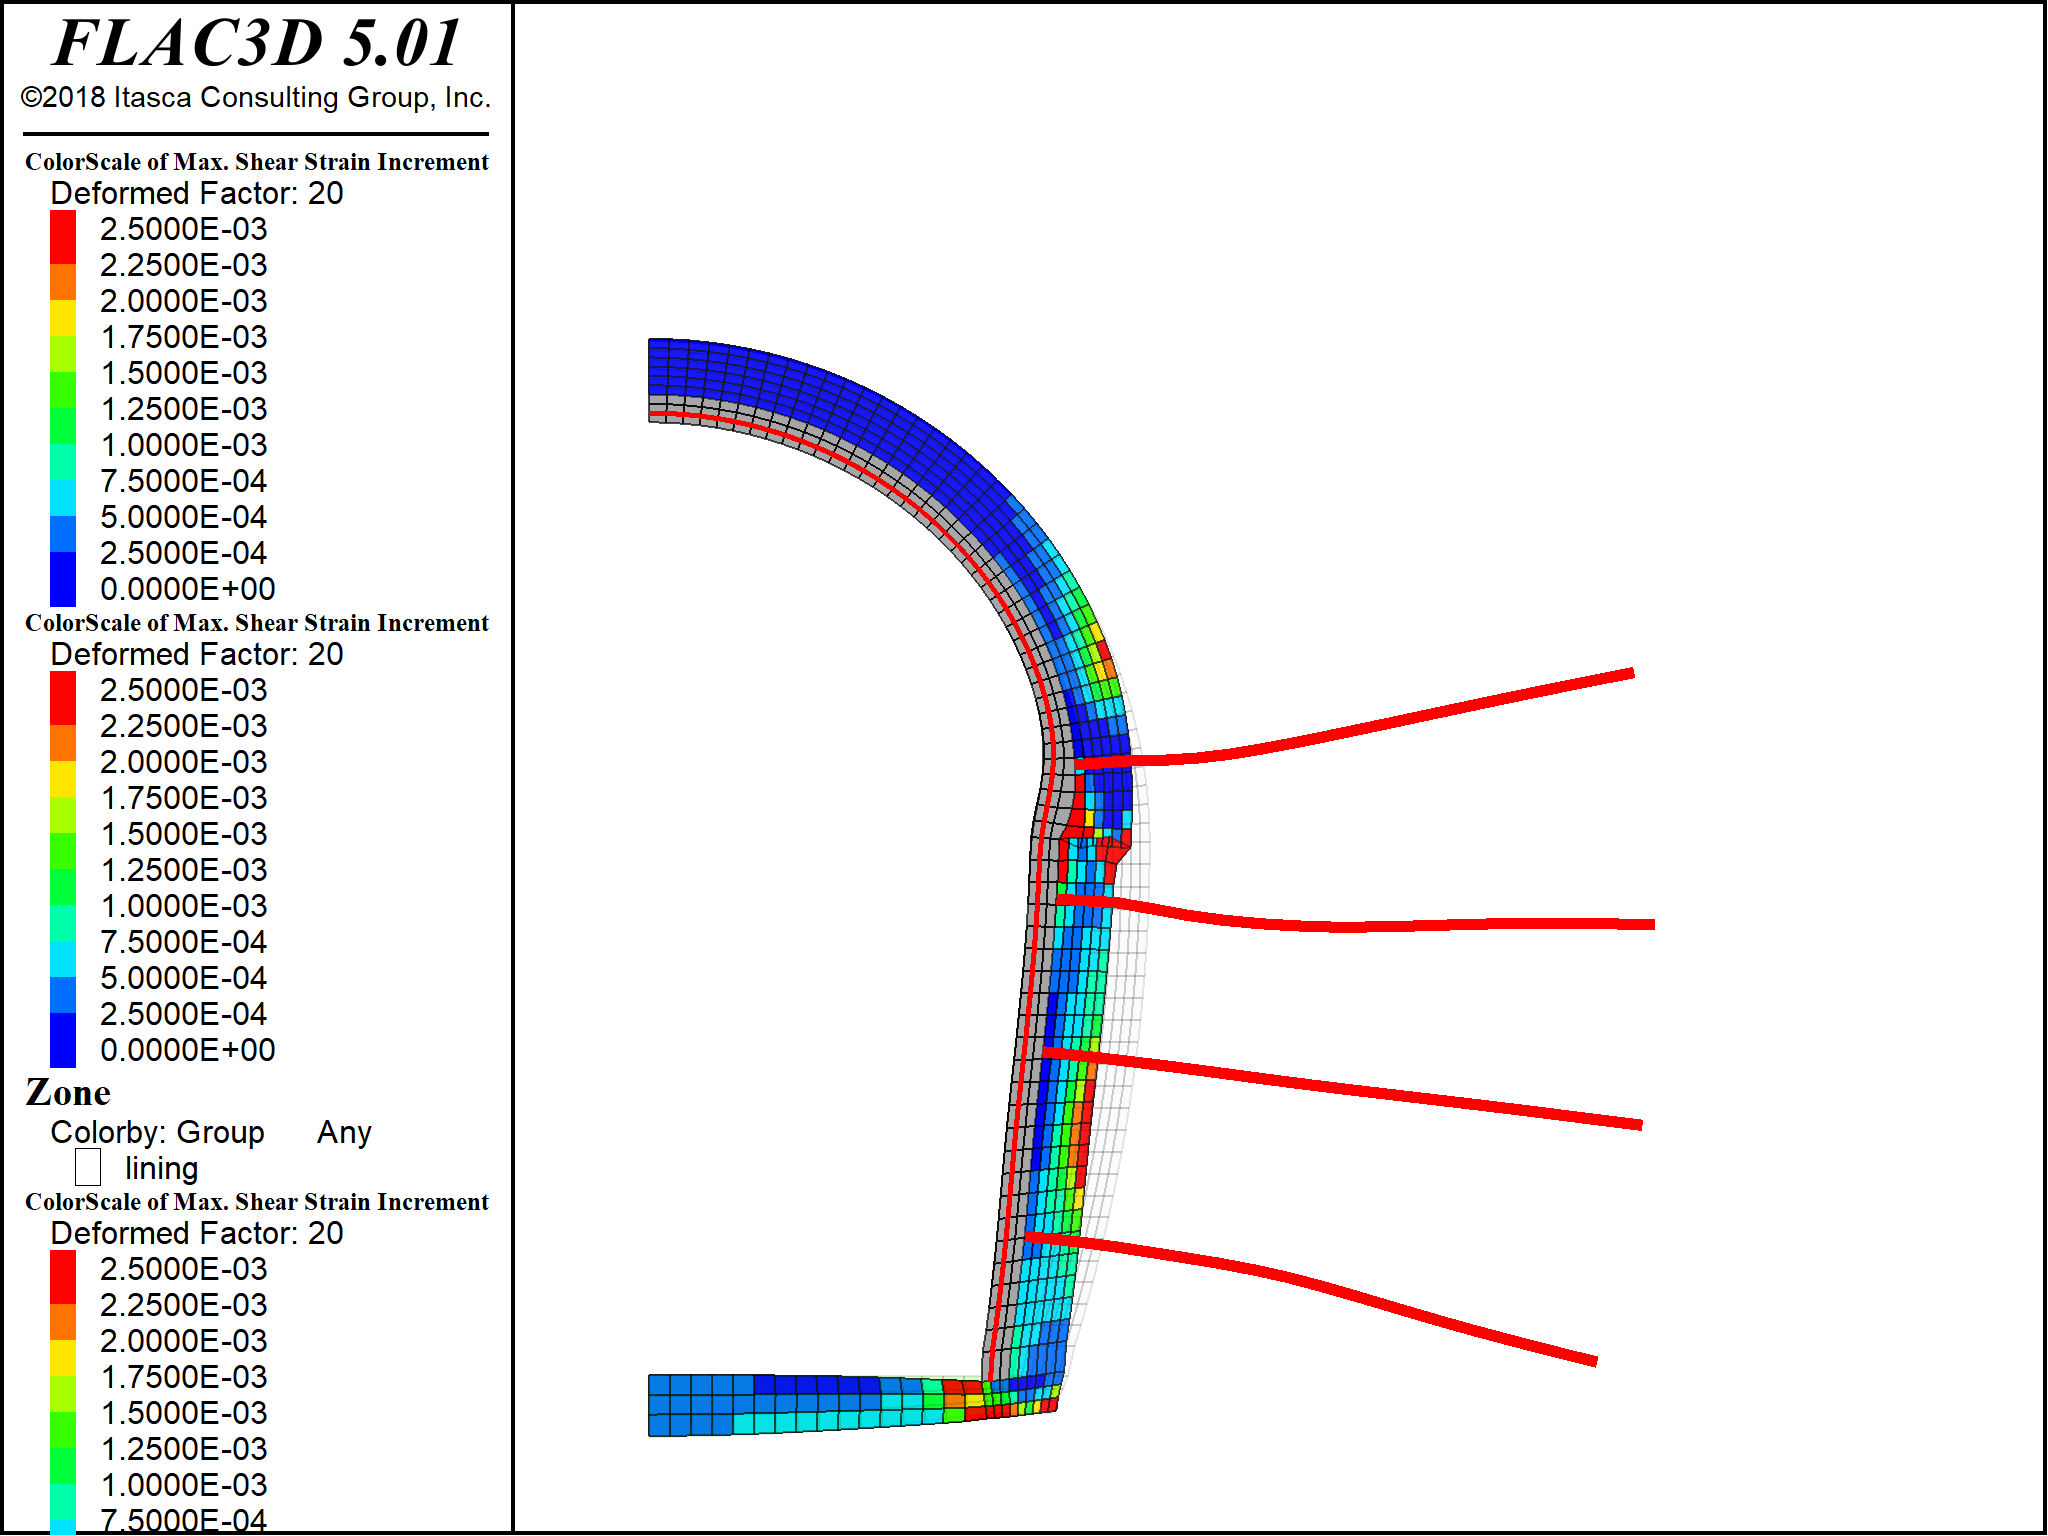 FLAC3D 5.01
©2018 Itasca Consulting Group, Inc.
ColorScale of Max. Shear Strain Increment
Deformed Factor: 20
2.5000E-03
2.2500E-03
2.0000E-03
1.7500E-03
1.5000E-03
1.2500E-03
1.0000E-03
7.5000E-04
5.0000E-04
2.5000E-04
0.0000E+00
ColorScale of Max. Shear Strain Increment
Deformed Factor: 20
2.5000E-03
2.2500E-03
2.0000E-03
1.7500E-03
1.5000E-03
1.2500E-03
1.0000E-03
7.5000E-04
5.0000E-04
2.5000E-04
0.0000E+00
Zone
Colorby: Group Any
lining
ColorScale of Max. Shear Strain Increment
Deformed Factor: 20
2.5000E-03
2.2500E-03
2.0000E-03
1.7500E-03
1.5000E-03
1.2500E-03
1.0000E-03
7.5000E-04